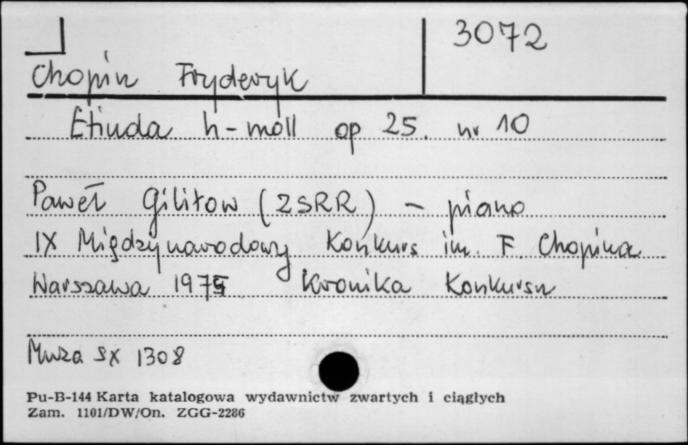 3072
Chopin Fryderyk
Etiuda h-moll op 25. nr 10
Paweł Gililow (ZSRR) - piano
IX Międzynarodowy Konkurs im. F. Chopina
Warszawa 1975 Kronika Konkursu
Muza SX 1308
Pu-B-144 Karta katalogowa wydawnictw zwartych i ciągłych
Zam. 1101/DW/On. ZGG-2286